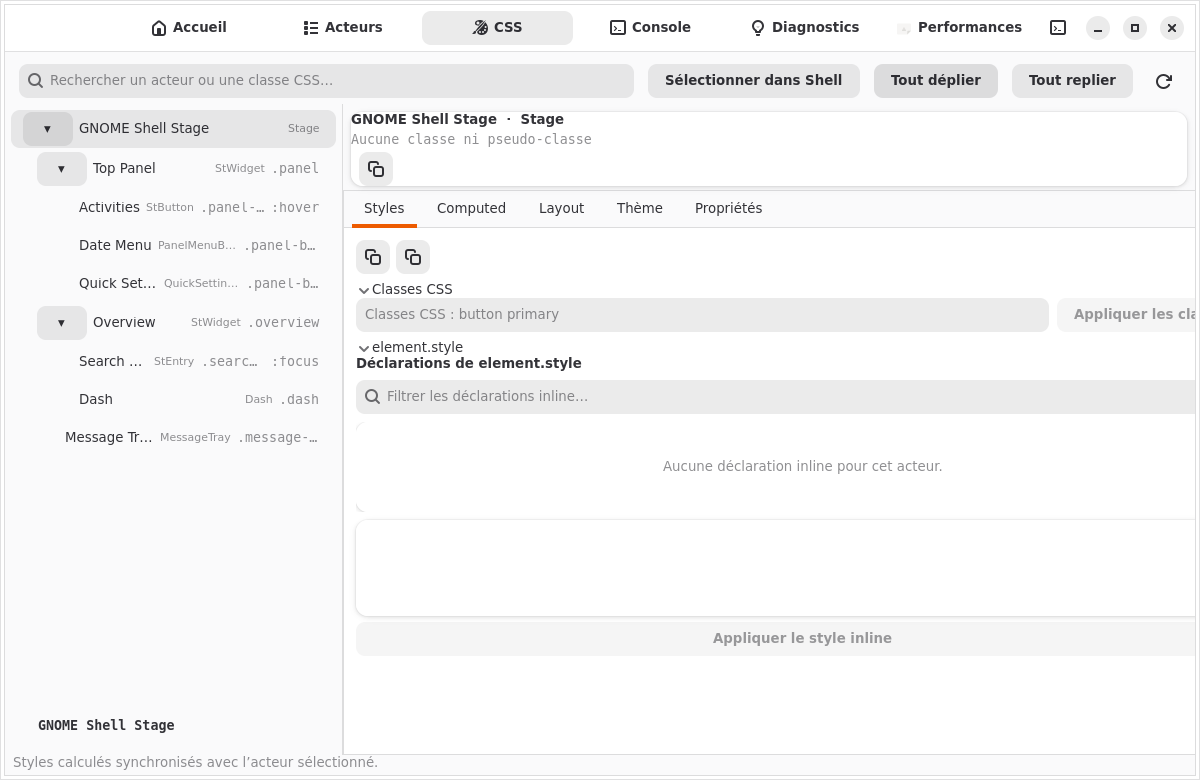 Accueil
Acteurs
CSS
Console
Diagnostics
Performances
Rechercher un acteur ou une classe CSS…
Sélectionner dans Shell
Tout déplier
Tout replier
GNOME Shell Stage Stage
Top Panel StWidget .panel
Activities StButton .panel-… :hover
Date Menu PanelMenuB… .panel-b…
Quick Set… QuickSettin… .panel-b…
Overview StWidget .overview
Search … StEntry .searc… :focus
Dash Dash .dash
Message Tr… MessageTray .message-…
GNOME Shell Stage
GNOME Shell Stage · Stage
Aucune classe ni pseudo-classe
Styles
Computed
Layout
Thème
Propriétés
Classes CSS
Classes CSS : button primary
Appliquer les cla
element.style
Déclarations de element.style
Filtrer les déclarations inline…
Aucune déclaration inline pour cet acteur.
Appliquer le style inline
Styles calculés synchronisés avec l’acteur sélectionné.